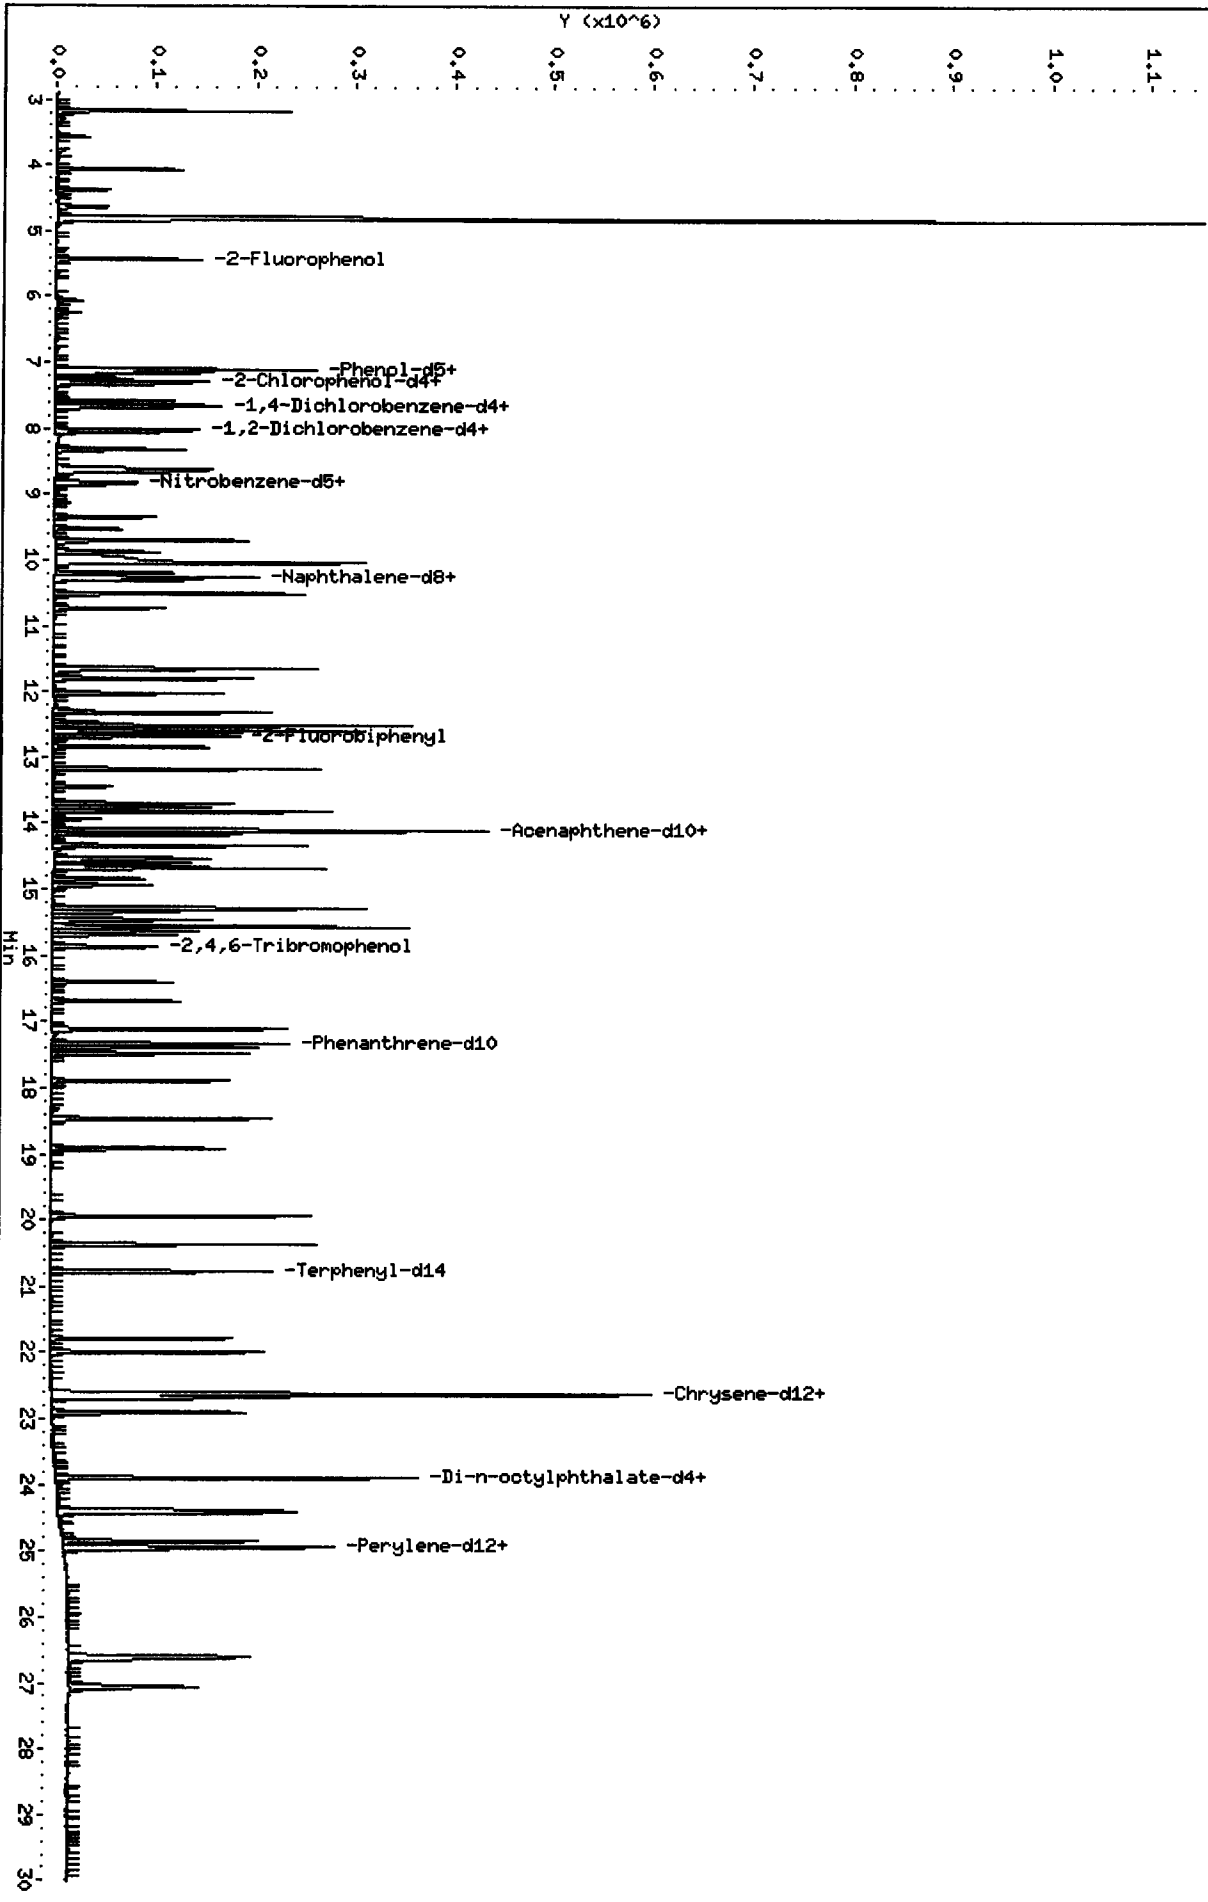 Y (x10^6)
0.0
0.1
0.2
0.3
0.4
0.5
0.6
0.7
0.8
0.9
1.0
1.1
3
4
5
-2-Fluorophenol
6
7
-Phenol-d5+
-2-Chlorophenol-d4+
-1,4-Dichlorobenzene-d4+
8
-1,2-Dichlorobenzene-d4+
-Nitrobenzene-d5+
9
10
-Naphthalene-d8+
11
12
-2-Fluorobiphenyl
13
14
-Acenaphthene-d10+
15
-2,4,6-Tribromophenol
16
Min
17
-Phenanthrene-d10
18
19
20
-Terphenyl-d14
21
22
-Chrysene-d12+
23
-Di-n-octylphthalate-d4+
24
-Perylene-d12+
25
26
27
28
29
30